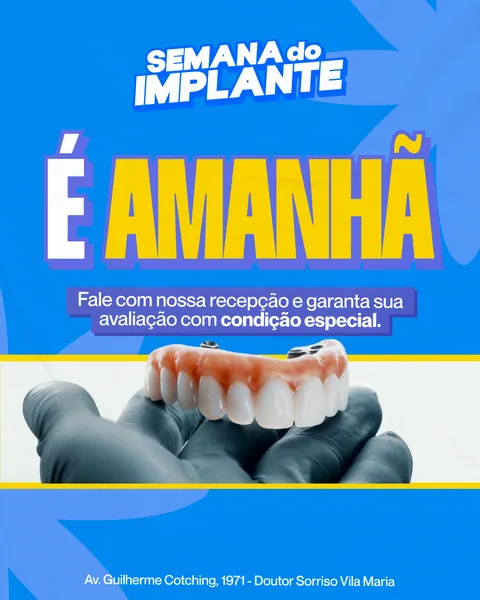 SEMANA do
IMPLANTE
É AMANHÃ
Fale com nossa recepção e garanta sua
avaliação com condição especial.
Av. Guilherme Cotching, 1971 - Doutor Sorriso Vila Maria